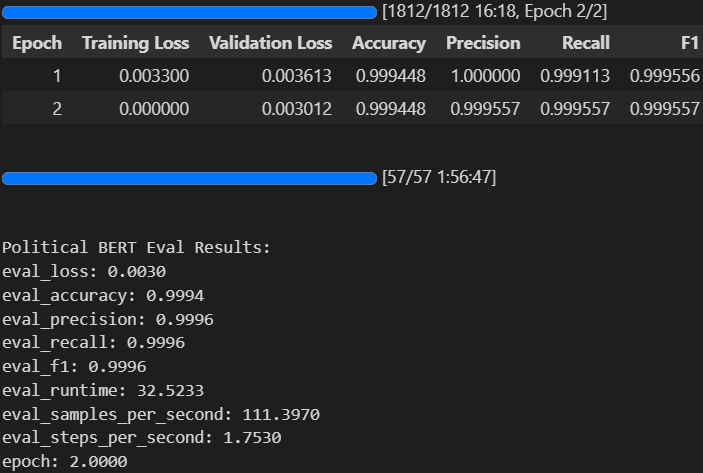 [1812/1812 16:18, Epoch 2/2]
Epoch Training Loss Validation Loss Accuracy Precision Recall F1
1 0.003300 0.003613 0.999448 1.000000 0.999113 0.999556
2 0.000000 0.003012 0.999448 0.999557 0.999557 0.999557
[57/57 1:56:47]
Political BERT Eval Results:
eval_loss: 0.0030
eval_accuracy: 0.9994
eval_precision: 0.9996
eval_recall: 0.9996
eval_f1: 0.9996
eval_runtime: 32.5233
eval_samples_per_second: 111.3970
eval_steps_per_second: 1.7530
epoch: 2.0000